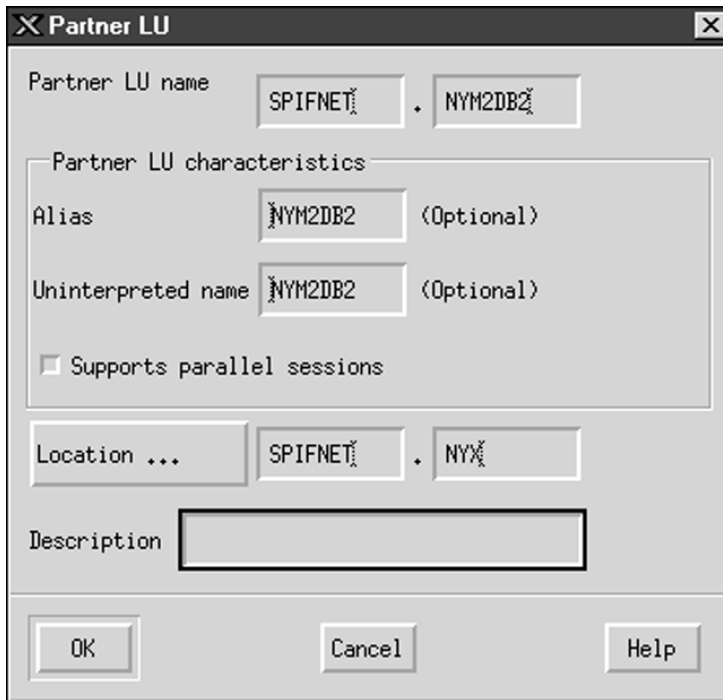 Partner LU
Partner LU name SPIFNET . NYM2DB2
Partner LU characteristics
Alias NYM2DB2 (Optional)
Uninterpreted name NYM2DB2 (Optional)
Supports parallel sessions
Location ... SPIFNET . NYX
Description
OK Cancel Help